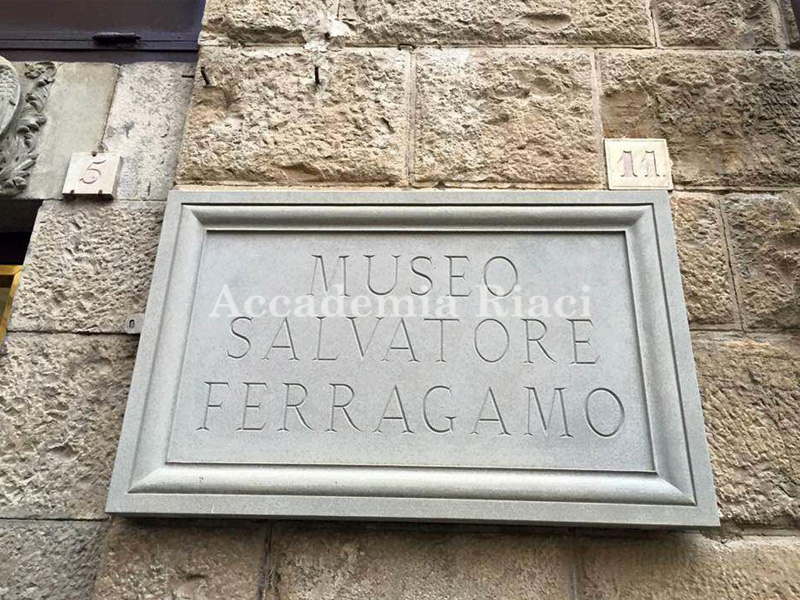 5
11
MUSEO
Accademia Riaci
SALVATORE
FERRAGAMO